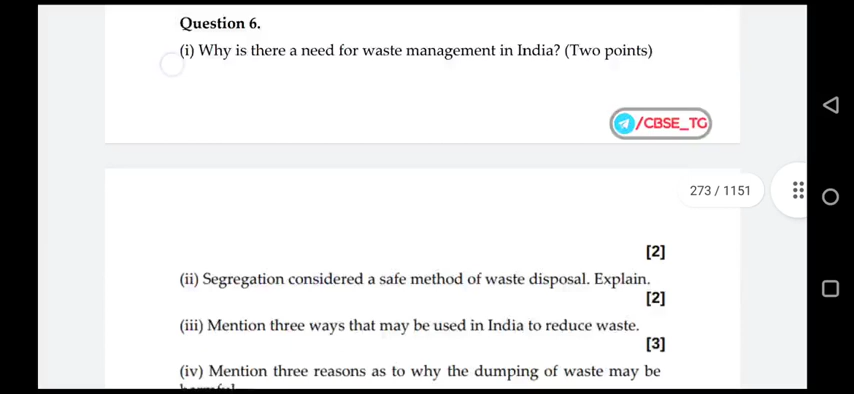 Question 6.
(i) Why is there a need for waste management in India? (Two points)
/CBSE_TG
273 / 1151
[2]
(ii) Segregation considered a safe method of waste disposal. Explain.
[2]
(iii) Mention three ways that may be used in India to reduce waste.
[3]
(iv) Mention three reasons as to why the dumping of waste may be